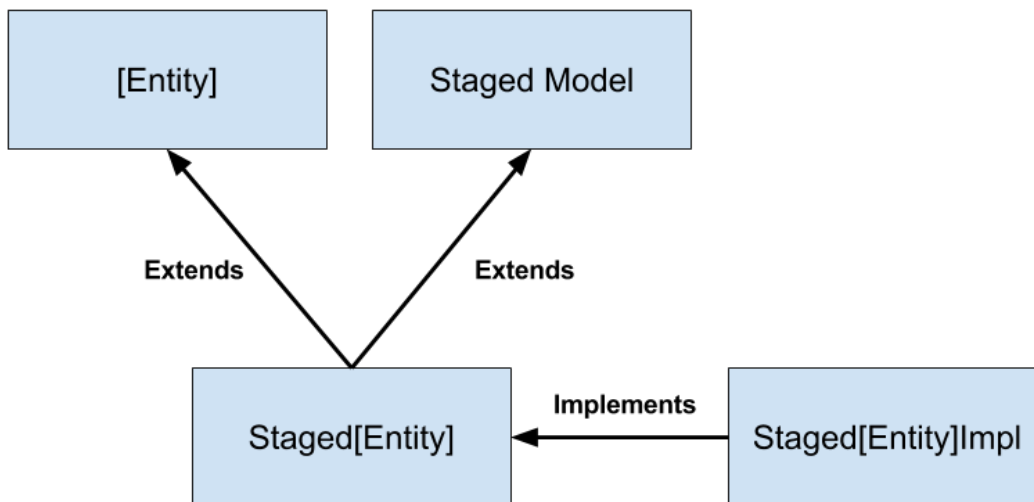 [Entity]
Staged Model
Extends
Extends
Implements
Staged[Entity]
Staged[Entity]Impl